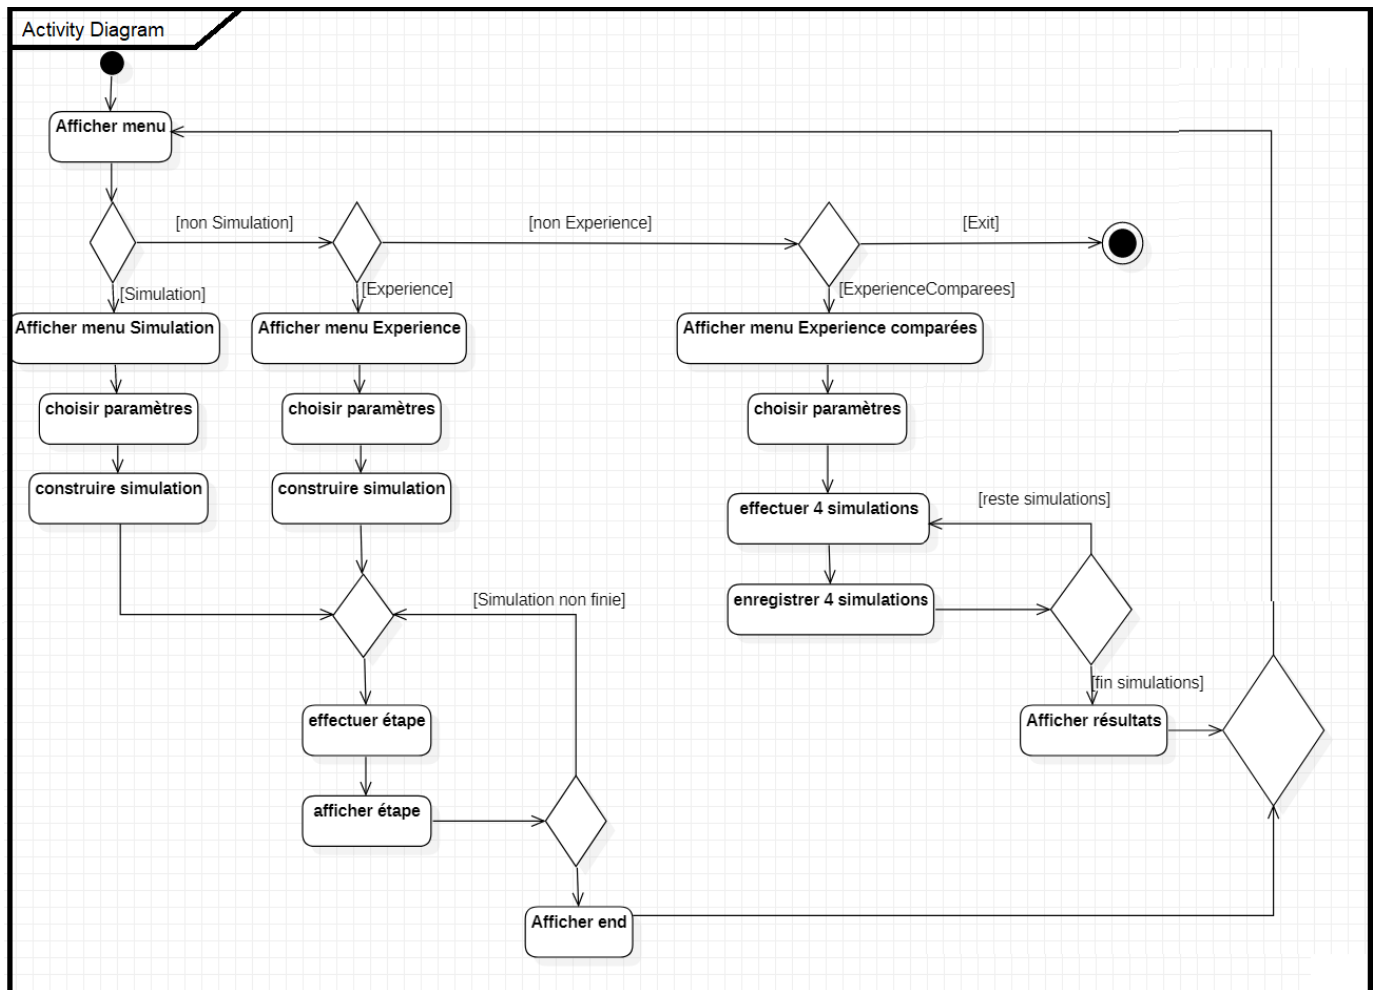 Activity Diagram
Afficher menu
[non Simulation]
[non Experience]
[Exit]
[Simulation]
[Experience]
[ExperienceComparees]
Afficher menu Simulation
Afficher menu Experience
Afficher menu Experience comparées
choisir paramètres
choisir paramètres
choisir paramètres
construire simulation
construire simulation
effectuer 4 simulations
[reste simulations]
[Simulation non finie]
enregistrer 4 simulations
[fin simulations]
effectuer étape
Afficher résultats
afficher étape
Afficher end